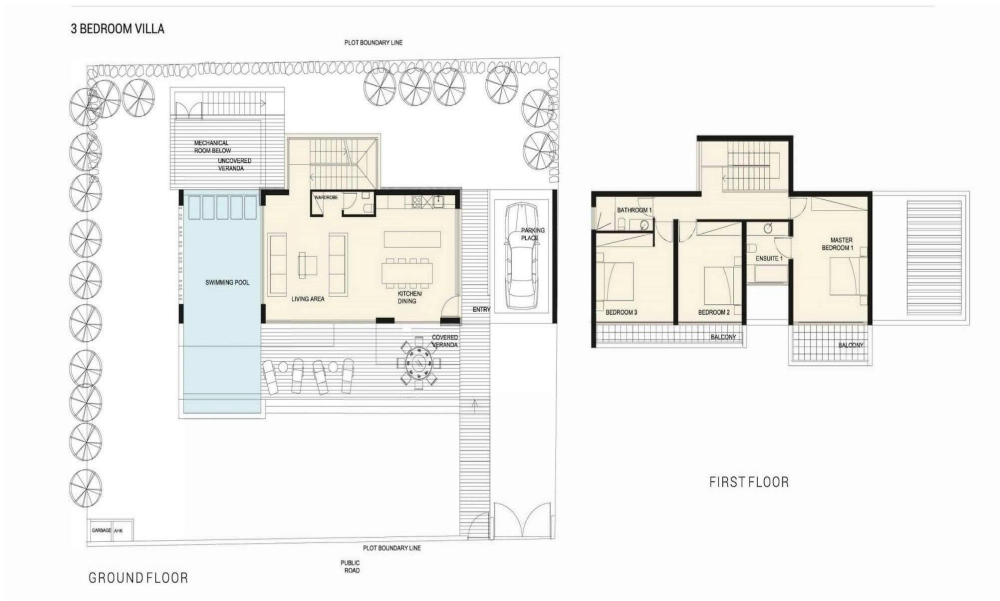 3 BEDROOM VILLA
PLOT BOUNDARY LINE
MECHANICAL
ROOM BELOW
UNCOVERED
VERANDA
WARDROBE
SWIMMING POOL
LIVING AREA
KITCHEN/
DINING
PARKING
PLACE
ENTRY
COVERED
VERANDA
GARBAGE
AHK
PLOT BOUNDARY LINE
PUBLIC
ROAD
GROUND FLOOR
BATHROOM 1
MASTER
BEDROOM 1
ENSUITE 1
BEDROOM 3
BEDROOM 2
BALCONY
BALCONY
FIRST FLOOR